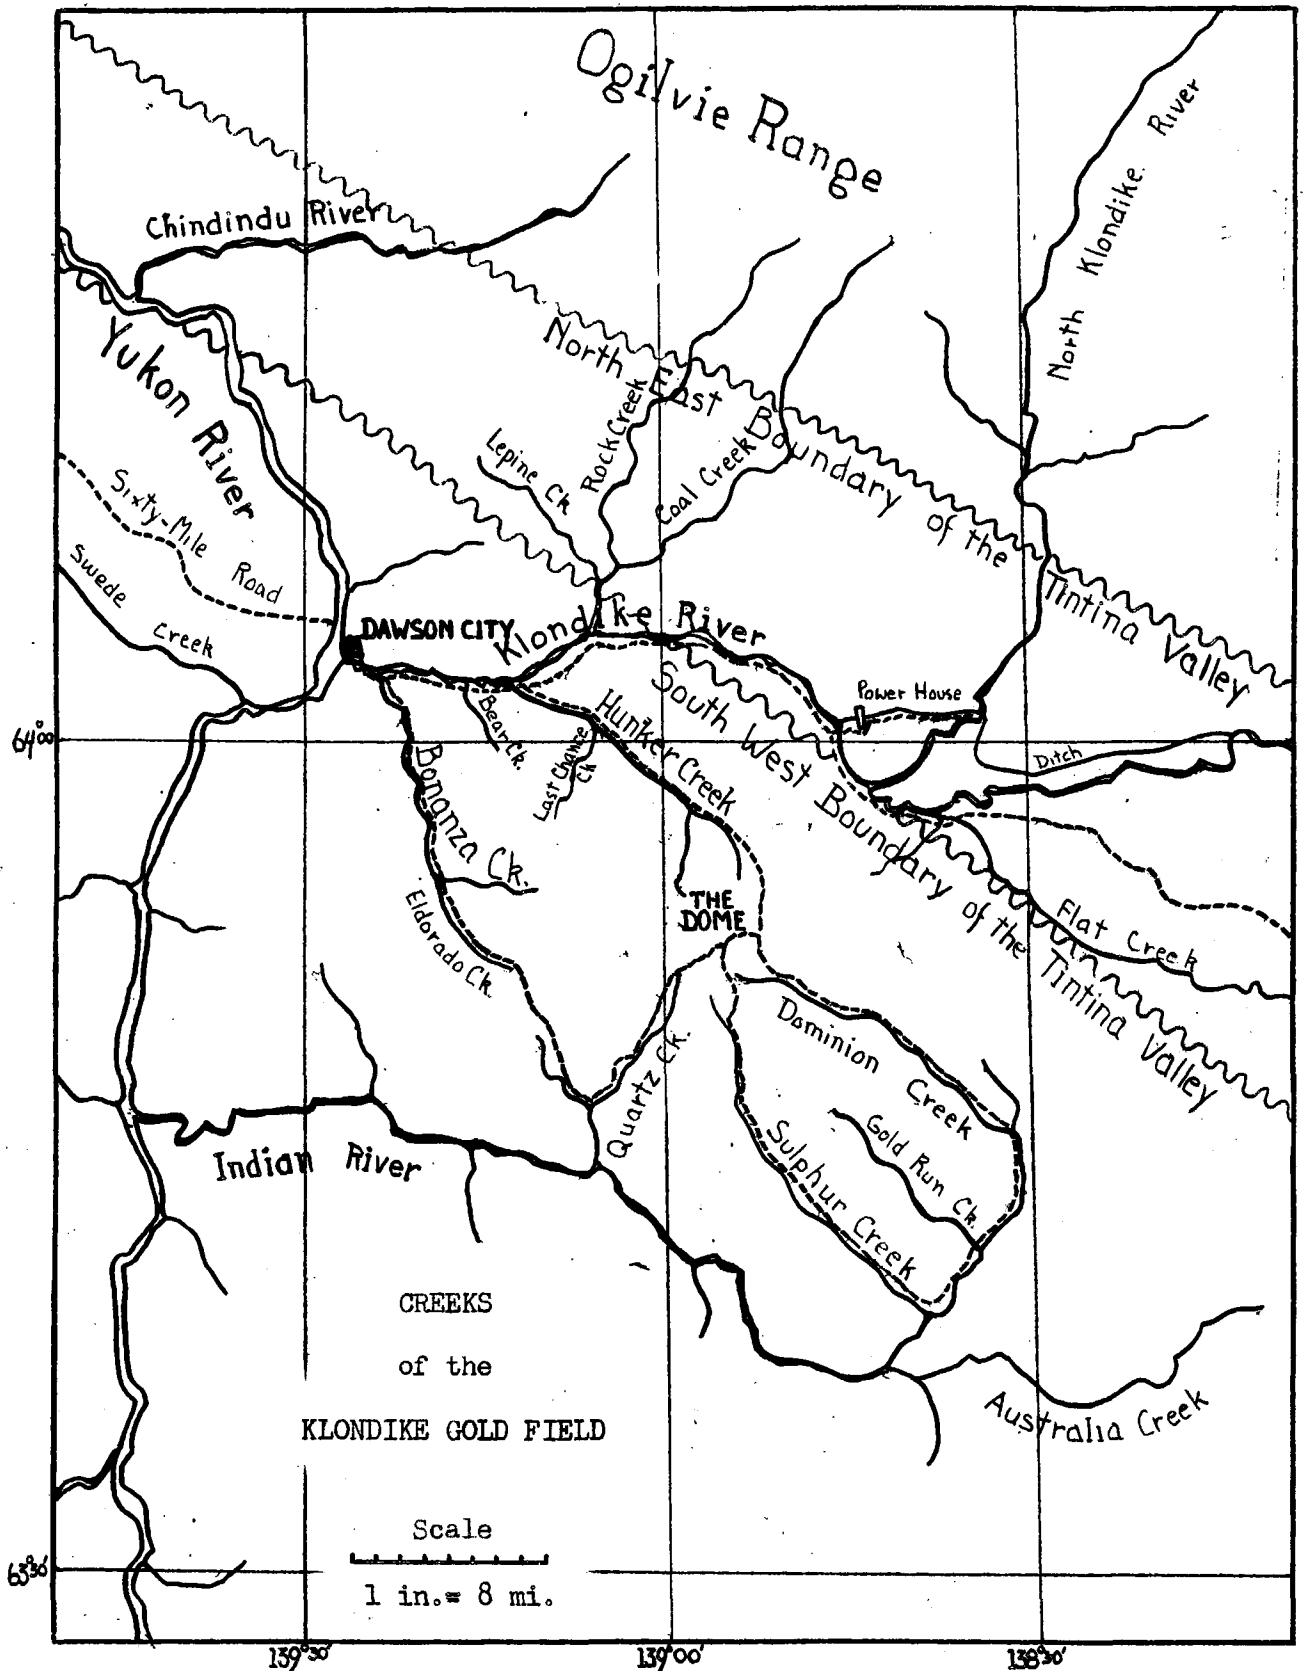 Ogilvie Range
North Klondike River
Chindindu River
Yukon River
North East Boundary of the Tintina Valley
Rock Creek
Lepine Ck
Coal Creek
Sixty-Mile Road
Swede Creek
DAWSON CITY
Klondike River
Power House
South West Boundary of the Tintina Valley
Hunker Creek
Bear Ck.
Last Chance Ck
Ditch
64°00'
Bonanza Ck.
Eldorado Ck.
THE
DOME
Flat Creek
Dominion Creek
Quartz Ck.
Gold Run Ck.
Sulphur Creek
Indian River
Australia Creek
CREEKS
of the
KLONDIKE GOLD FIELD
Scale
1 in.= 8 mi.
63°30'
139°30'
139°00'
138°30'